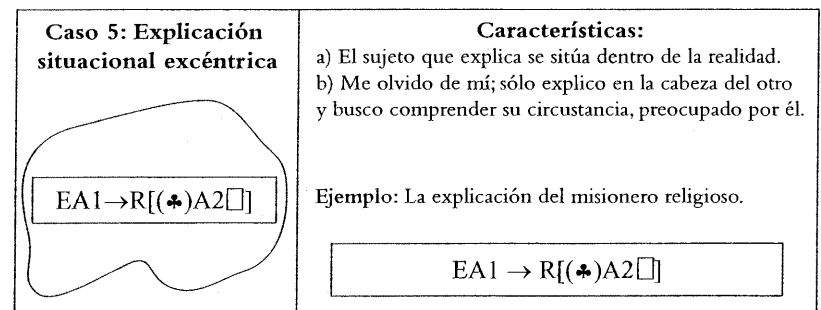 Caso 5: Explicación
situacional excéntrica
EA1→R[(♣)A2□]
Características:
a) El sujeto que explica se sitúa dentro de la realidad.
b) Me olvido de mí; sólo explico en la cabeza del otro
y busco comprender su circustancia, preocupado por él.
Ejemplo: La explicación del misionero religioso.
EA1 → R[(♣)A2□]